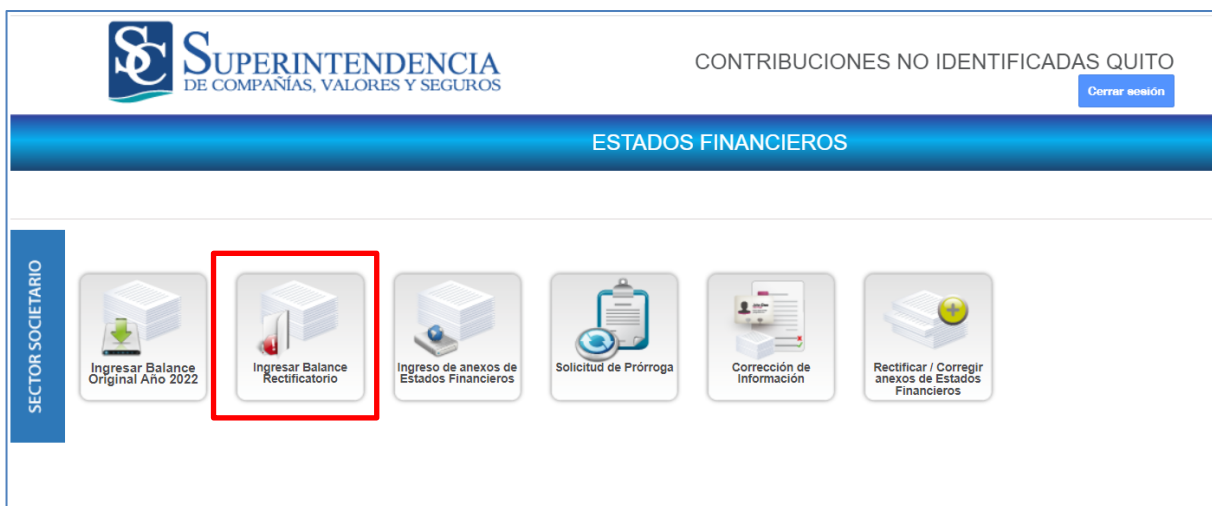 SC SUPERINTENDENCIA
DE COMPAÑÍAS, VALORES Y SEGUROS
CONTRIBUCIONES NO IDENTIFICADAS QUITO
Cerrar sesión
ESTADOS FINANCIEROS
SECTOR SOCIETARIO
Ingresar Balance
Original Año 2022
Ingresar Balance
Rectificatorio
Ingreso de anexos de
Estados Financieros
Solicitud de Prórroga
Corrección de
Información
Rectificar / Corregir
anexos de Estados
Financieros